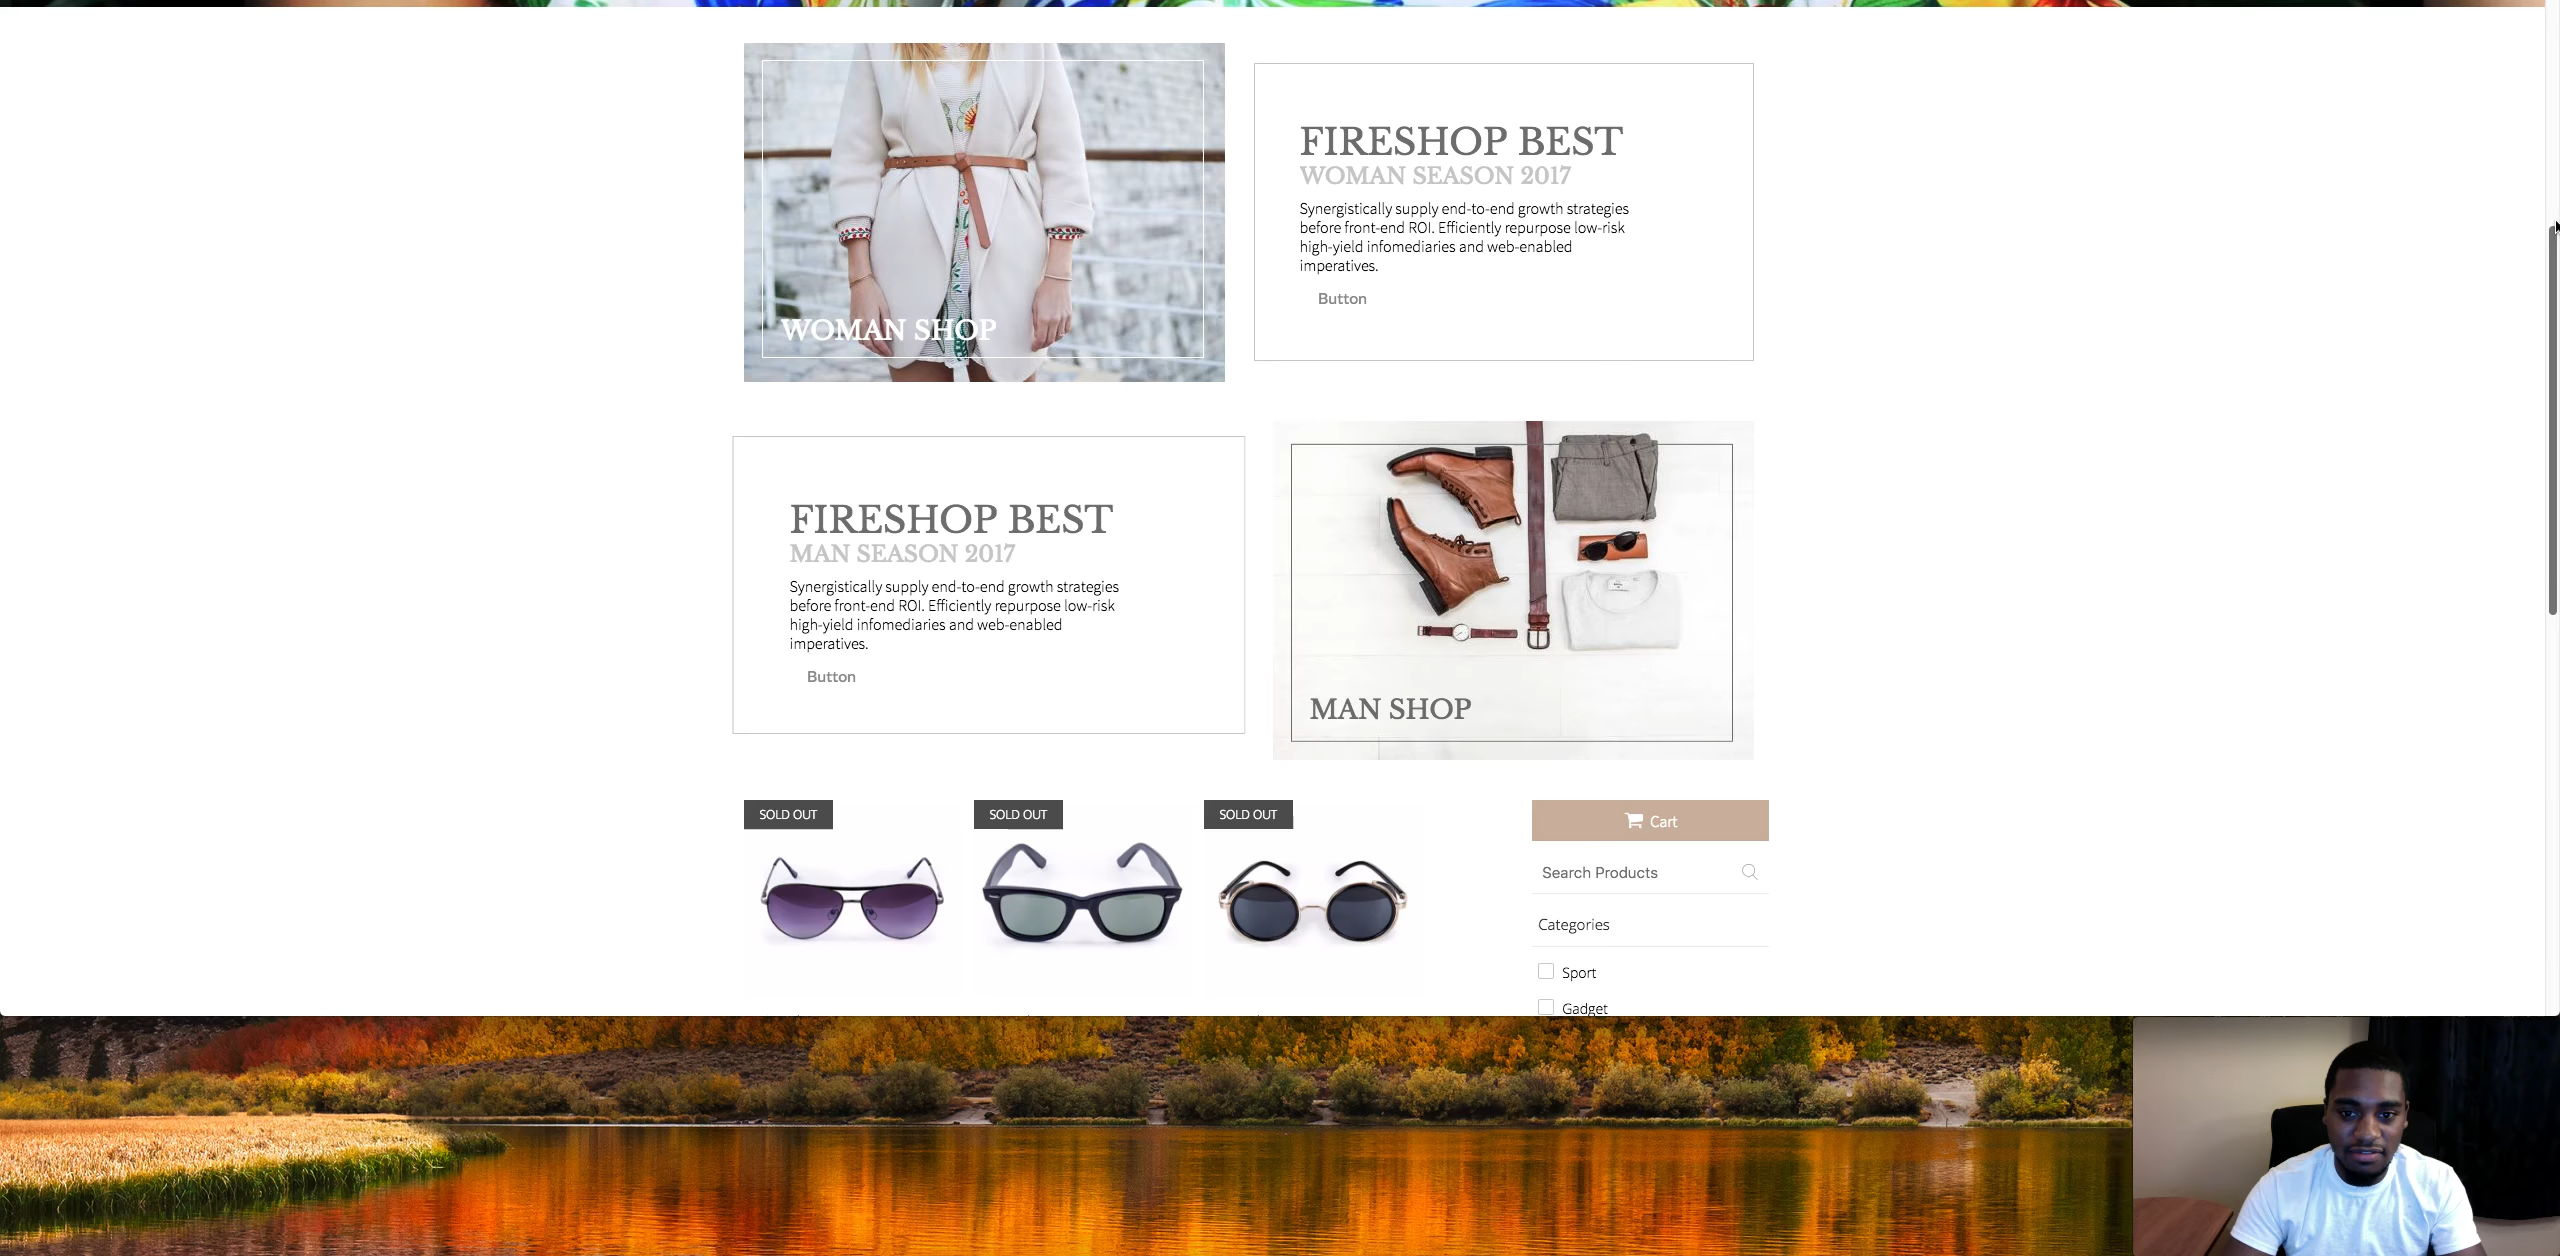 WOMAN SHOP
FIRESHOP BEST
WOMAN SEASON 2017
Synergistically supply end-to-end growth strategies
before front-end ROI. Efficiently repurpose low-risk
high-yield infomediaries and web-enabled
imperatives.
Button
FIRESHOP BEST
MAN SEASON 2017
Synergistically supply end-to-end growth strategies
before front-end ROI. Efficiently repurpose low-risk
high-yield infomediaries and web-enabled
imperatives.
Button
MAN SHOP
SOLD OUT
SOLD OUT
SOLD OUT
Cart
Search Products
Categories
Sport
Gadget